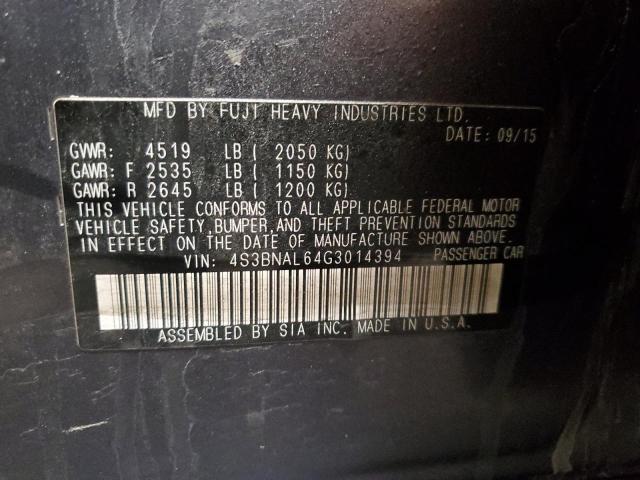 MFD BY FUJI HEAVY INDUSTRIES LTD.
DATE: 09/15
GVWR: 4519 LB ( 2050 KG)
GAWR: F 2535 LB ( 1150 KG)
GAWR: R 2645 LB ( 1200 KG)
THIS VEHICLE CONFORMS TO ALL APPLICABLE FEDERAL MOTOR
VEHICLE SAFETY, BUMPER, AND THEFT PREVENTION STANDARDS
IN EFFECT ON THE DATE OF MANUFACTURE SHOWN ABOVE.
VIN: 4S3BNAL64G3014394 PASSENGER CAR
ASSEMBLED BY SIA INC. MADE IN U.S.A.